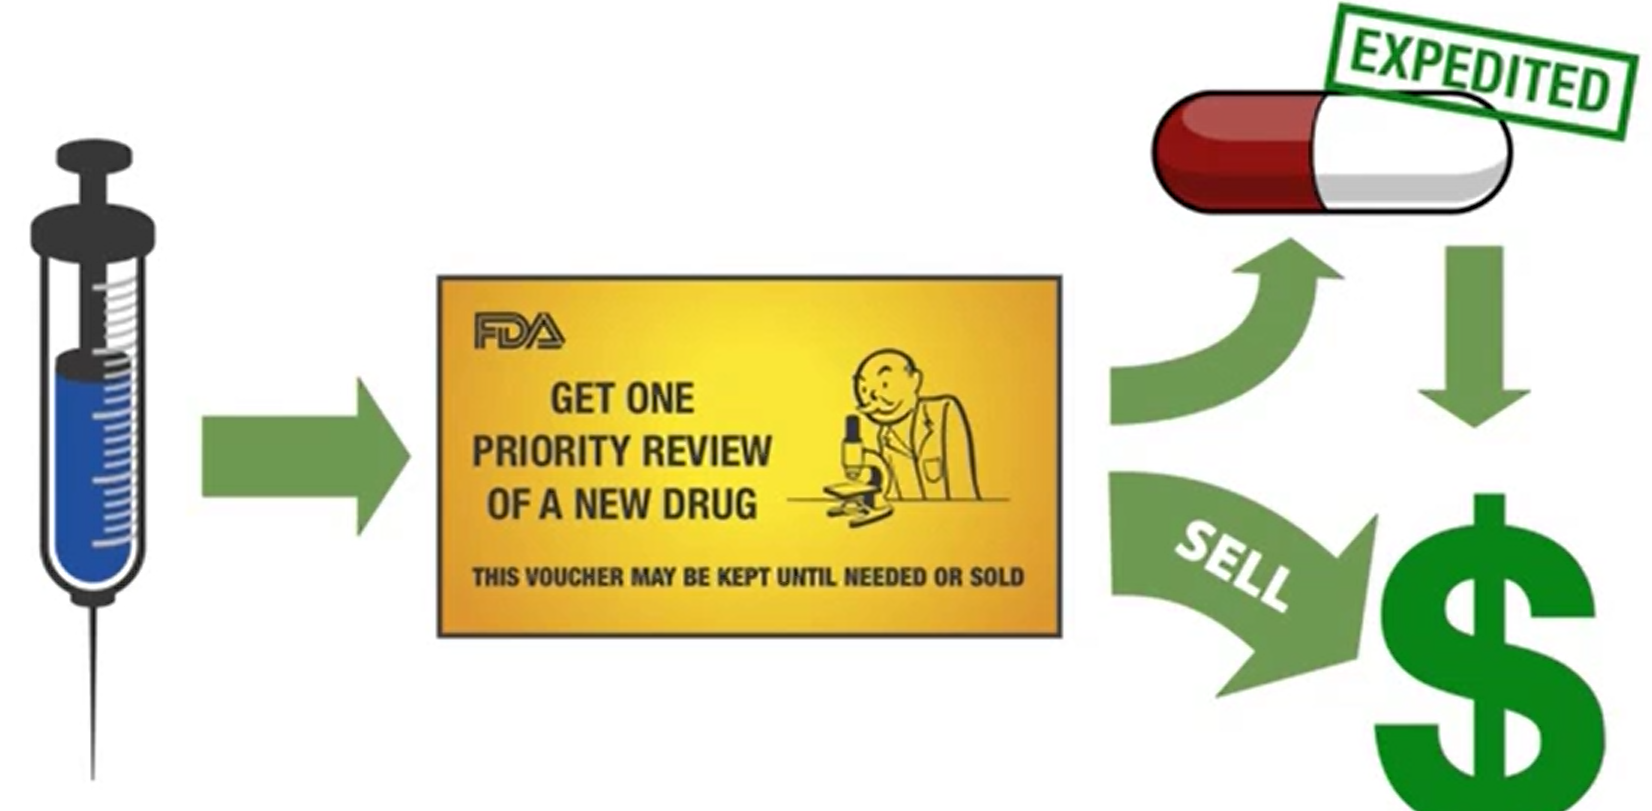 EXPEDITED
FDA
GET ONE
PRIORITY REVIEW
OF A NEW DRUG
THIS VOUCHER MAY BE KEPT UNTIL NEEDED OR SOLD
SELL
$